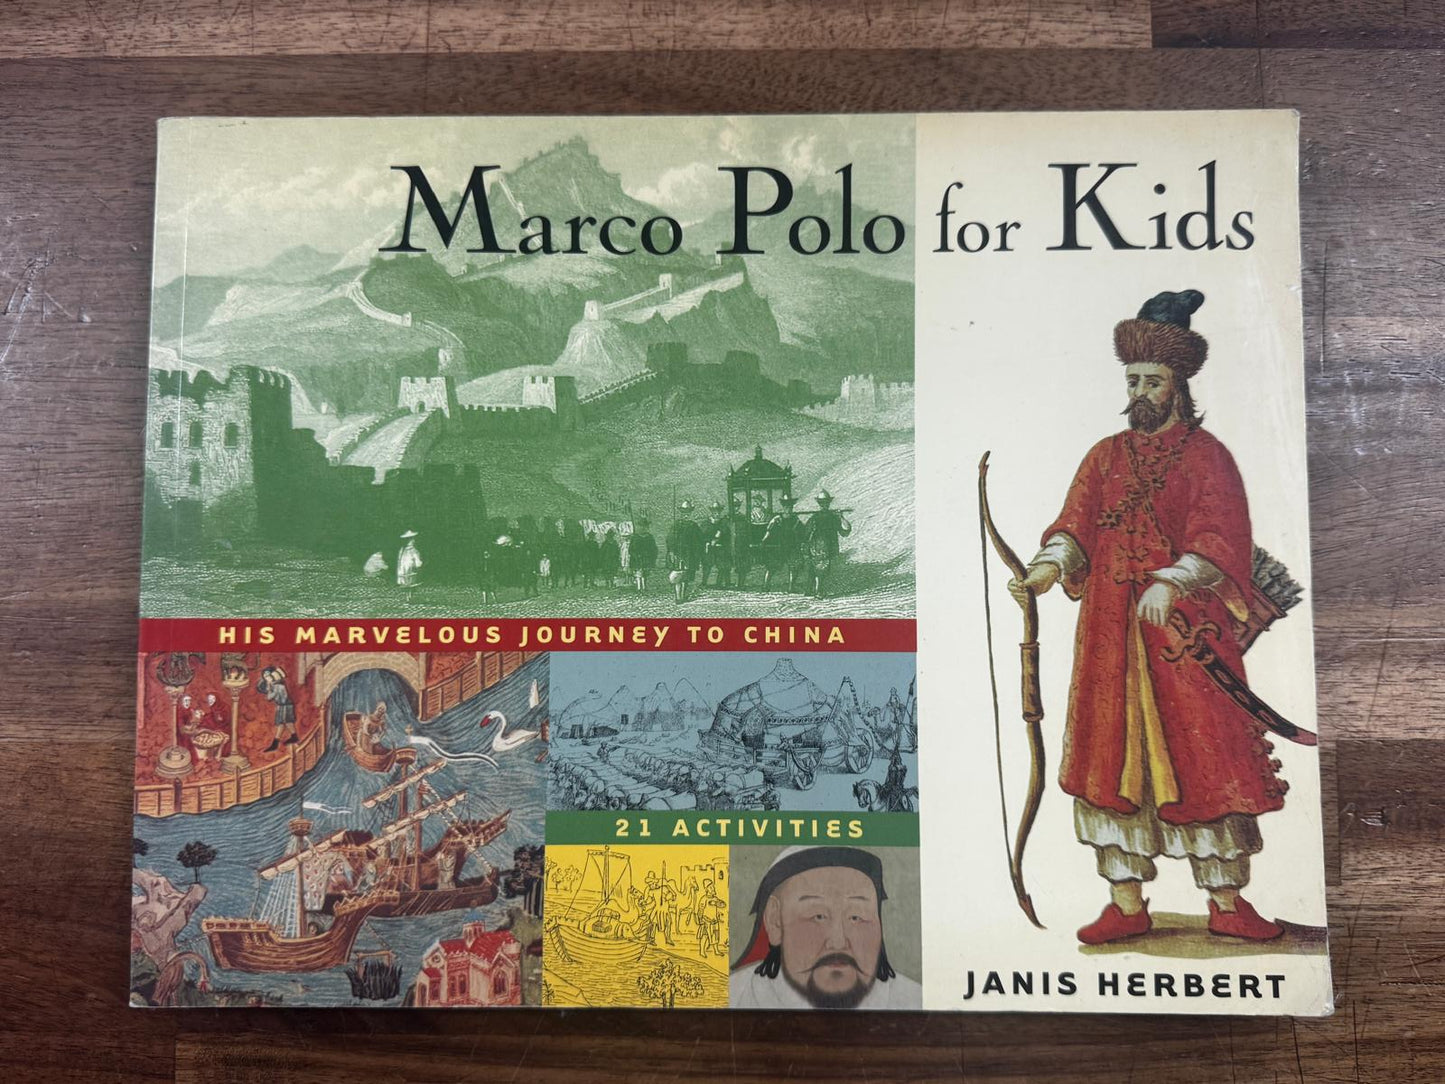 Marco Polo for Kids
HIS MARVELOUS JOURNEY TO CHINA
21 ACTIVITIES
JANIS HERBERT